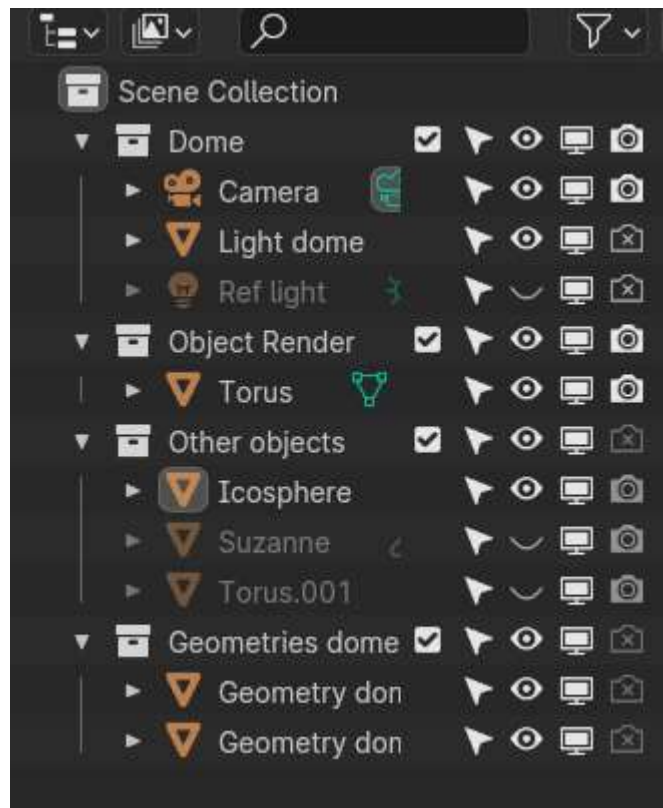 Scene Collection
Dome
Camera
Light dome
Ref light
Object Render
Torus
Other objects
Icosphere
Suzanne
Torus.001
Geometries dome
Geometry don
Geometry don